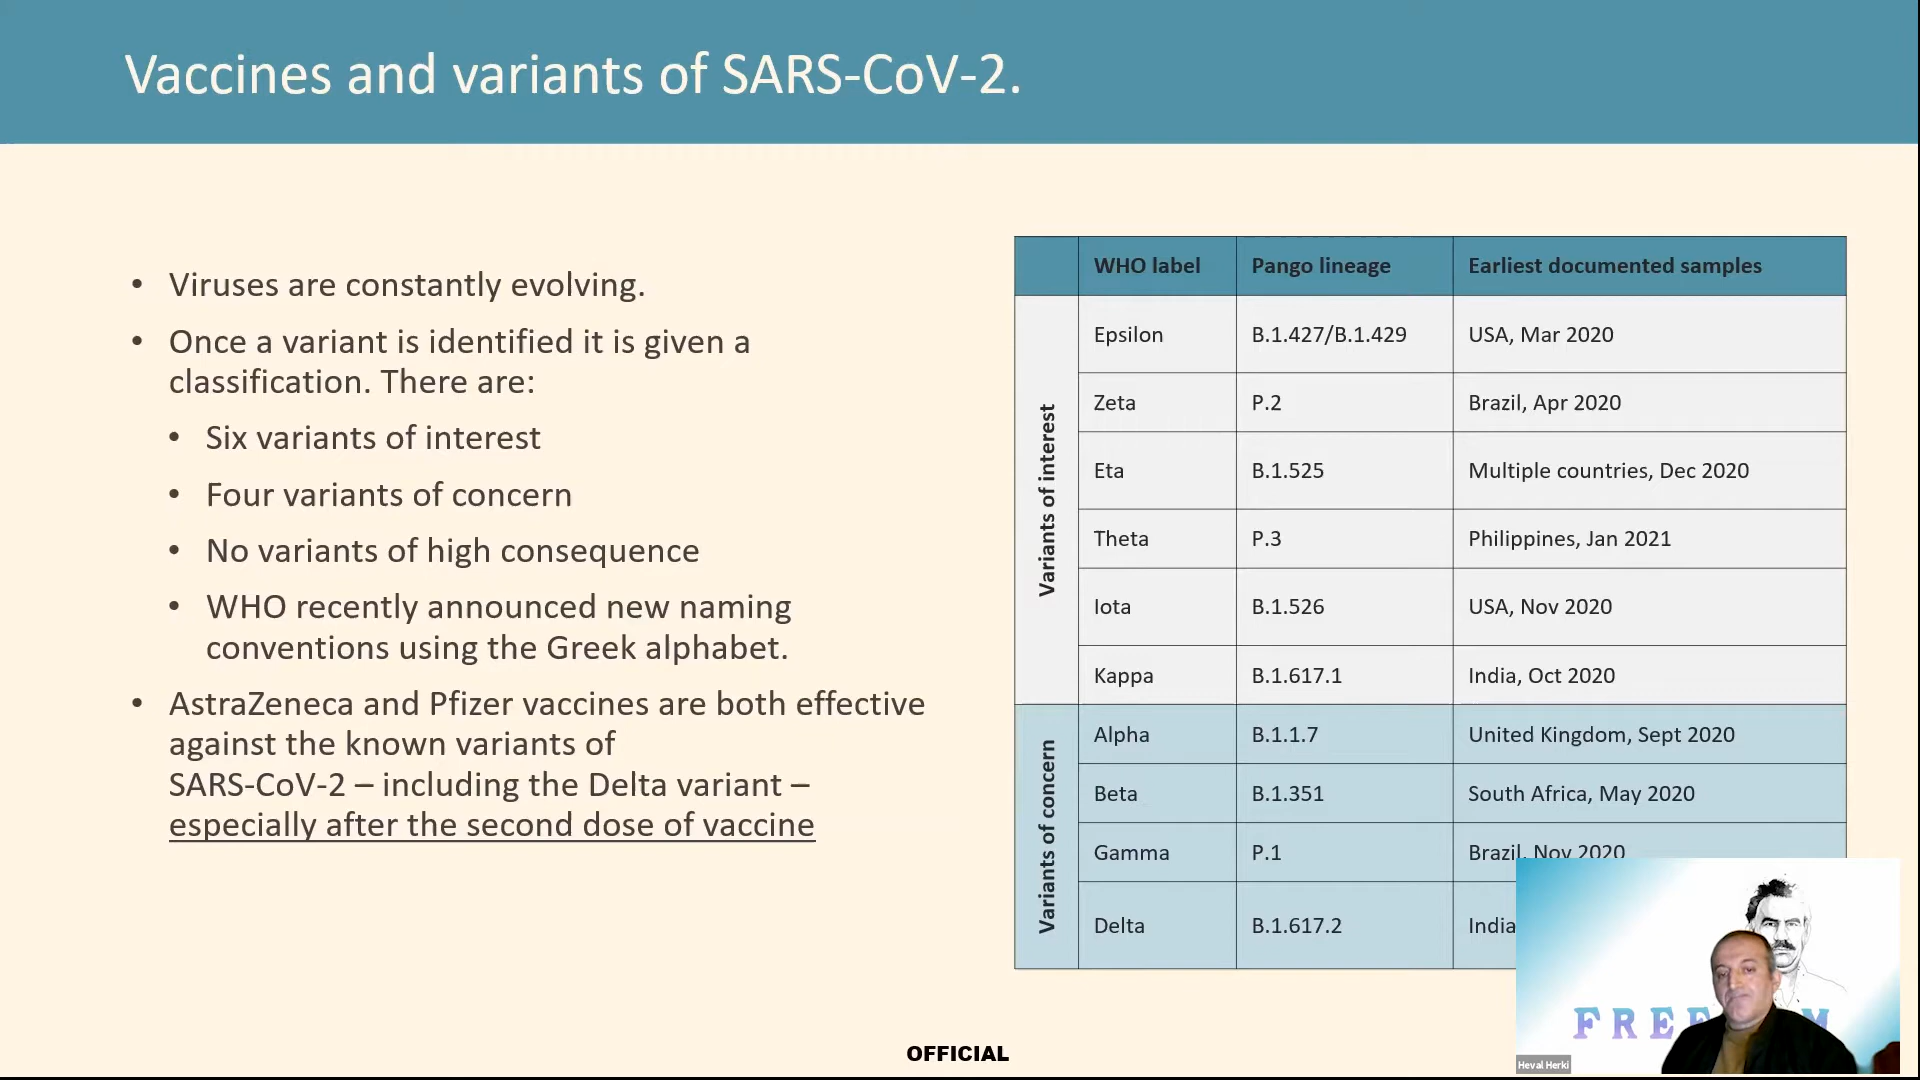 Vaccines and variants of SARS-CoV-2.
• Viruses are constantly evolving.
• Once a variant is identified it is given a
classification. There are:
• Six variants of interest
• Four variants of concern
• No variants of high consequence
• WHO recently announced new naming
conventions using the Greek alphabet.
• AstraZeneca and Pfizer vaccines are both effective
against the known variants of
SARS-CoV-2 – including the Delta variant –
especially after the second dose of vaccine
WHO label Pango lineage Earliest documented samples
Variants of interest
Epsilon B.1.427/B.1.429 USA, Mar 2020
Zeta P.2 Brazil, Apr 2020
Eta B.1.525 Multiple countries, Dec 2020
Theta P.3 Philippines, Jan 2021
Iota B.1.526 USA, Nov 2020
Kappa B.1.617.1 India, Oct 2020
Variants of concern
Alpha B.1.1.7 United Kingdom, Sept 2020
Beta B.1.351 South Africa, May 2020
Gamma P.1 Brazil, Nov 2020
Delta B.1.617.2 India
OFFICIAL
Heval Herki